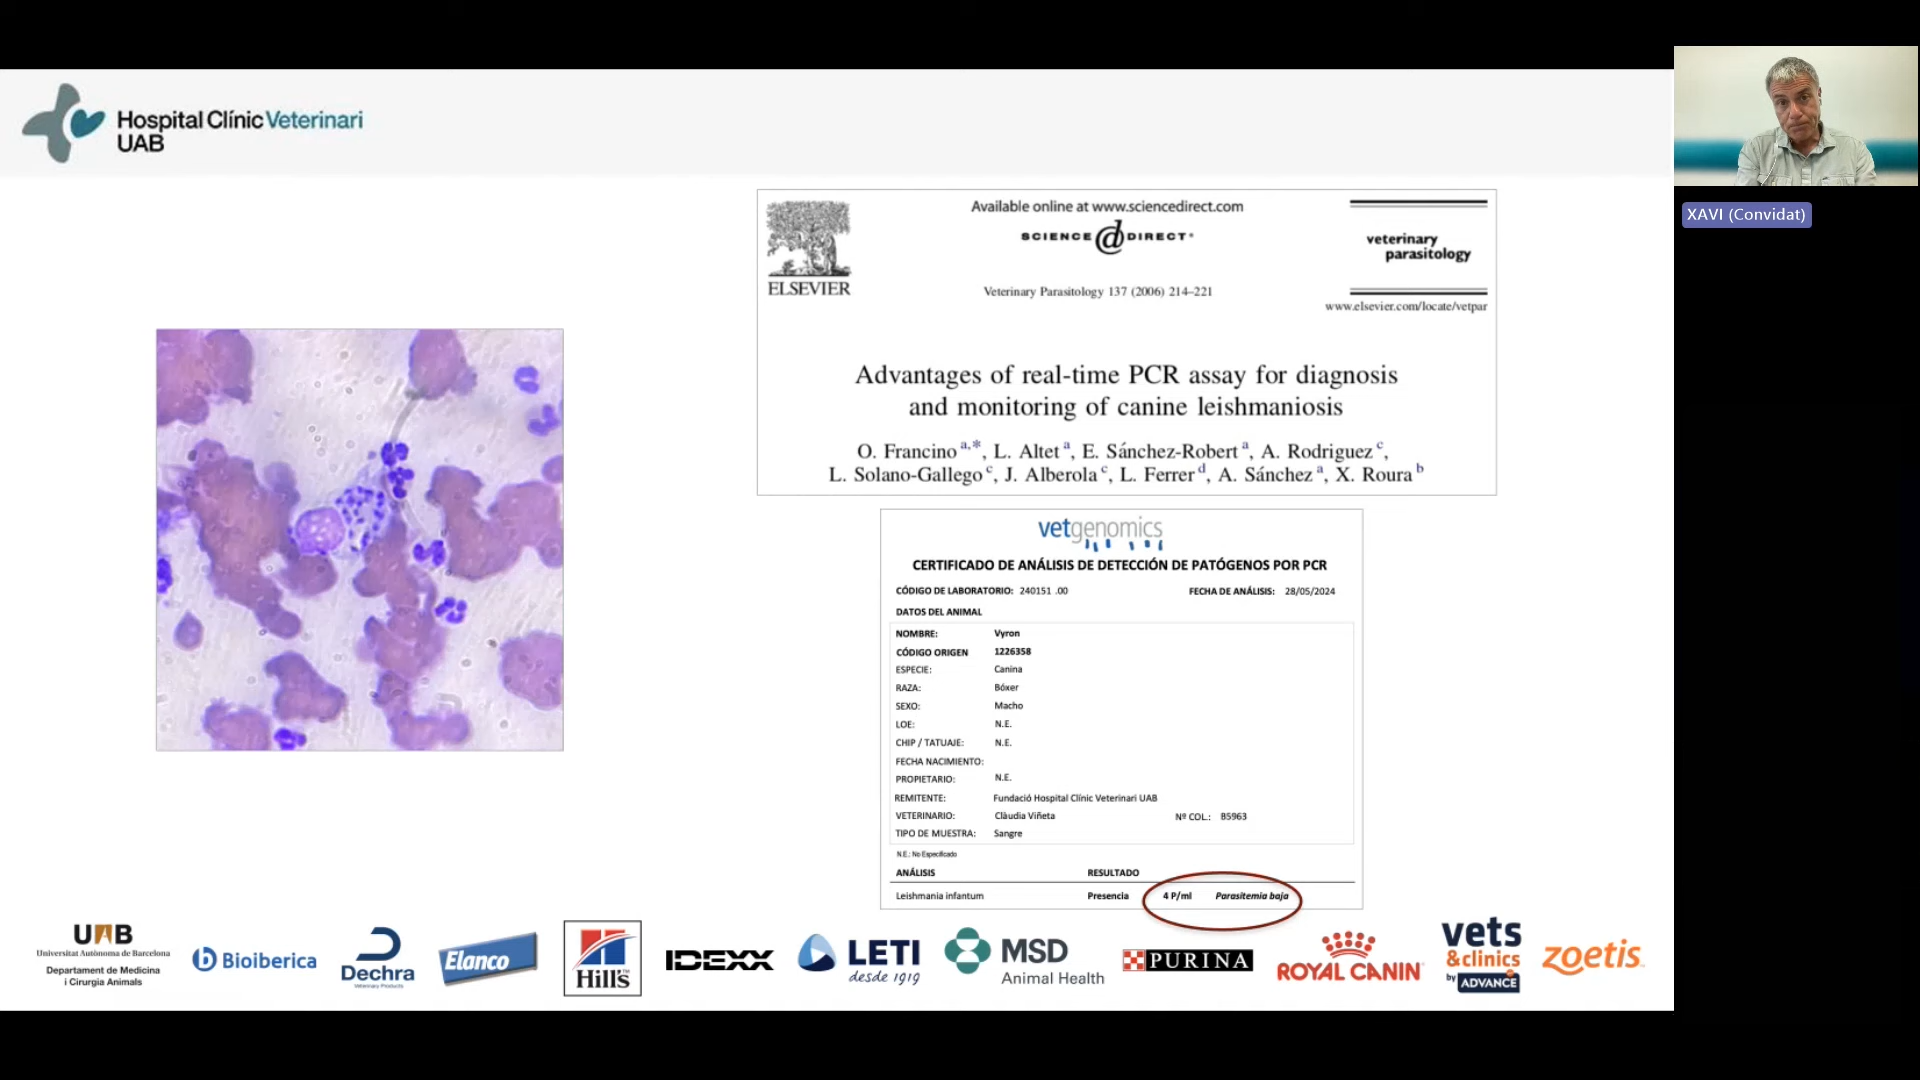 Hospital Clínic Veterinari
UAB
XAVI (Convidat)
ELSEVIER
Available online at www.sciencedirect.com
SCIENCE DIRECT®
Veterinary Parasitology 137 (2006) 214–221
veterinary
parasitology
www.elsevier.com/locate/vetpar
Advantages of real-time PCR assay for diagnosis
and monitoring of canine leishmaniosis
O. Francino a,*, L. Altet a, E. Sánchez-Robert a, A. Rodriguez c,
L. Solano-Gallego c, J. Alberola c, L. Ferrer d, A. Sánchez a, X. Roura b
vetgenomics
CERTIFICADO DE ANÁLISIS DE DETECCIÓN DE PATÓGENOS POR PCR
CÓDIGO DE LABORATORIO: 240151 .00 FECHA DE ANÁLISIS: 28/05/2024
DATOS DEL ANIMAL
NOMBRE: Vyron
CÓDIGO ORIGEN 1226358
ESPECIE: Canina
RAZA: Bóxer
SEXO: Macho
LOE: N.E.
CHIP / TATUAJE: N.E.
FECHA NACIMIENTO:
PROPIETARIO: N.E.
REMITENTE: Fundació Hospital Clínic Veterinari UAB
VETERINARIO: Clàudia Viñeta Nº COL.: B5963
TIPO DE MUESTRA: Sangre
N.E.: No Especificado
ANÁLISIS RESULTADO
Leishmania infantum Presencia 4 P/ml Parasitemia baja
UAB
Universitat Autònoma de Barcelona
Departament de Medicina
i Cirurgia Animals
b Bioiberica
Dechra
Veterinary Products
Elanco
Hill's™
IDEXX
LETI
desde 1919
MSD
Animal Health
PURINA
ROYAL CANIN
vets
&clinics
by ADVANCE
zoetis